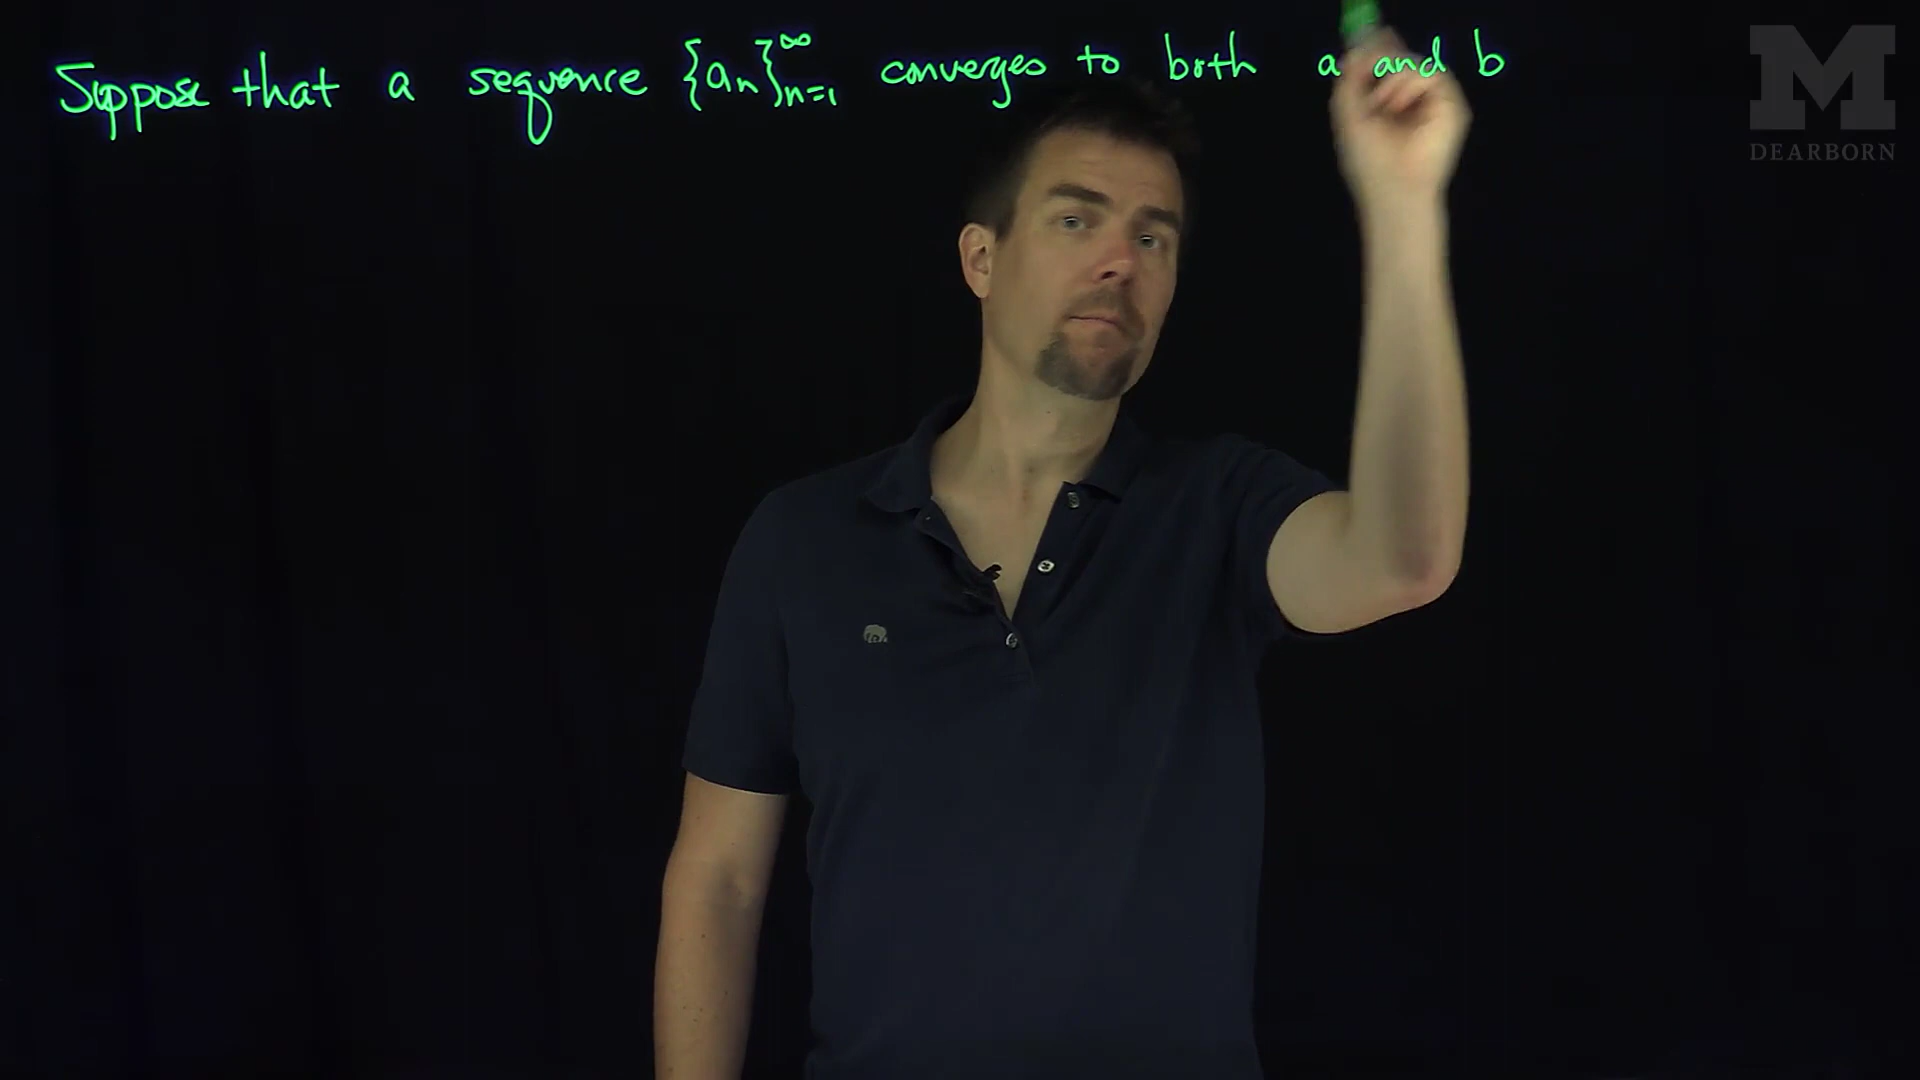 Suppose that a sequence {aₙ}ₙ₌₁^∞ converges to both a and b
M
DEARBORN